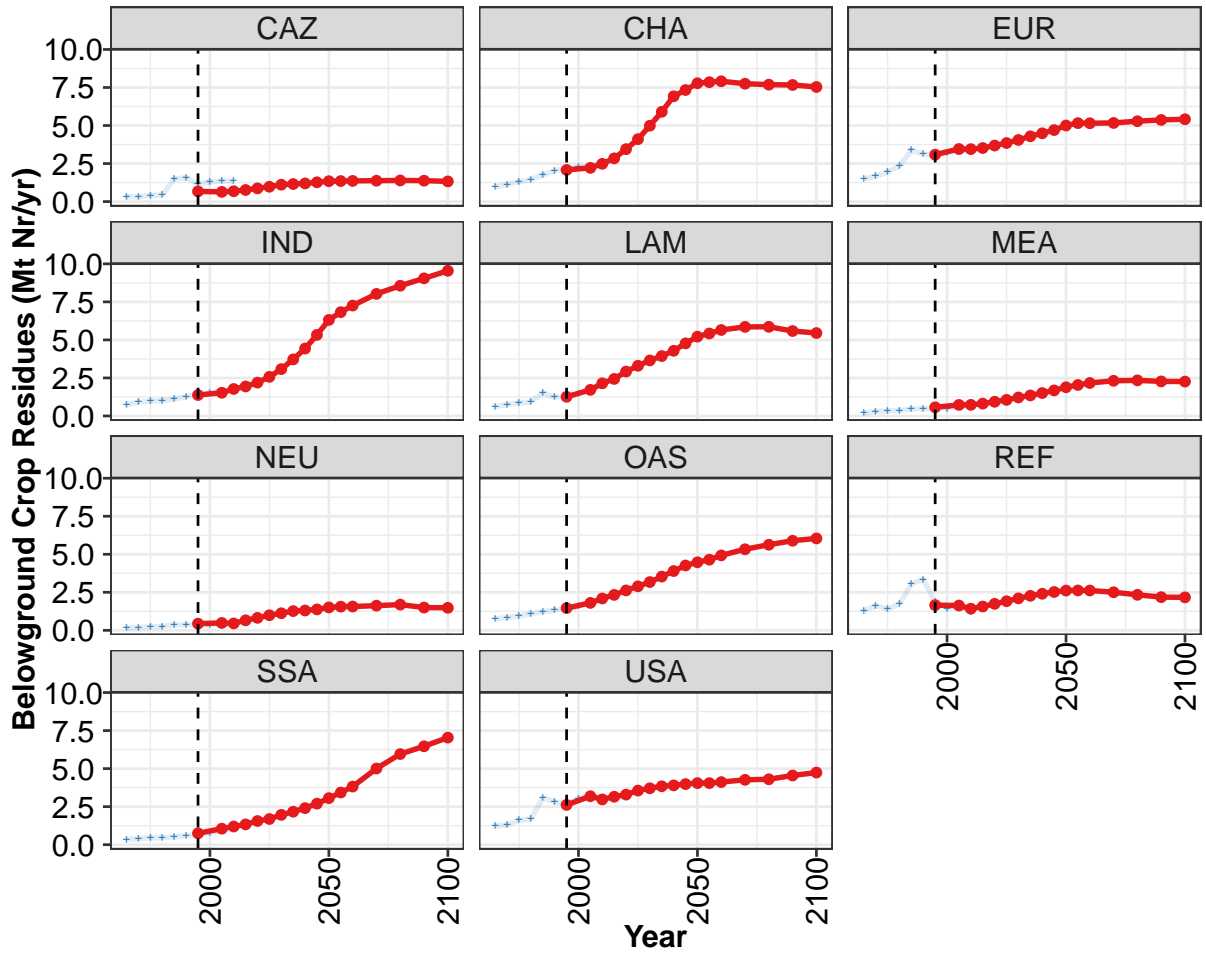 CAZ CHA EUR
10.0
7.5
5.0
2.5
0.0
IND LAM MEA
10.0
7.5
5.0
2.5
0.0
NEU OAS REF
10.0
7.5
5.0
2.5
0.0
SSA USA
10.0
7.5
5.0
2.5
0.0
2000 2050 2100
2000 2050 2100
2000 2050 2100
Year
Belowground Crop Residues (Mt Nr/yr)